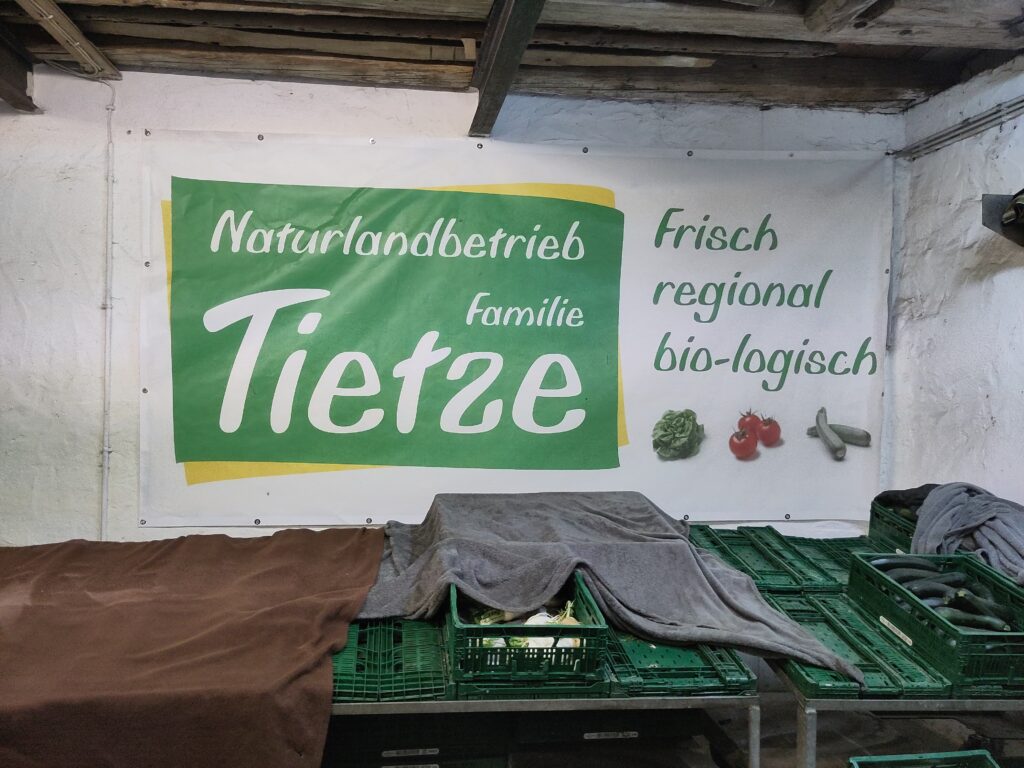 Naturlandbetrieb
Familie
Tietze
Frisch
regional
bio-logisch